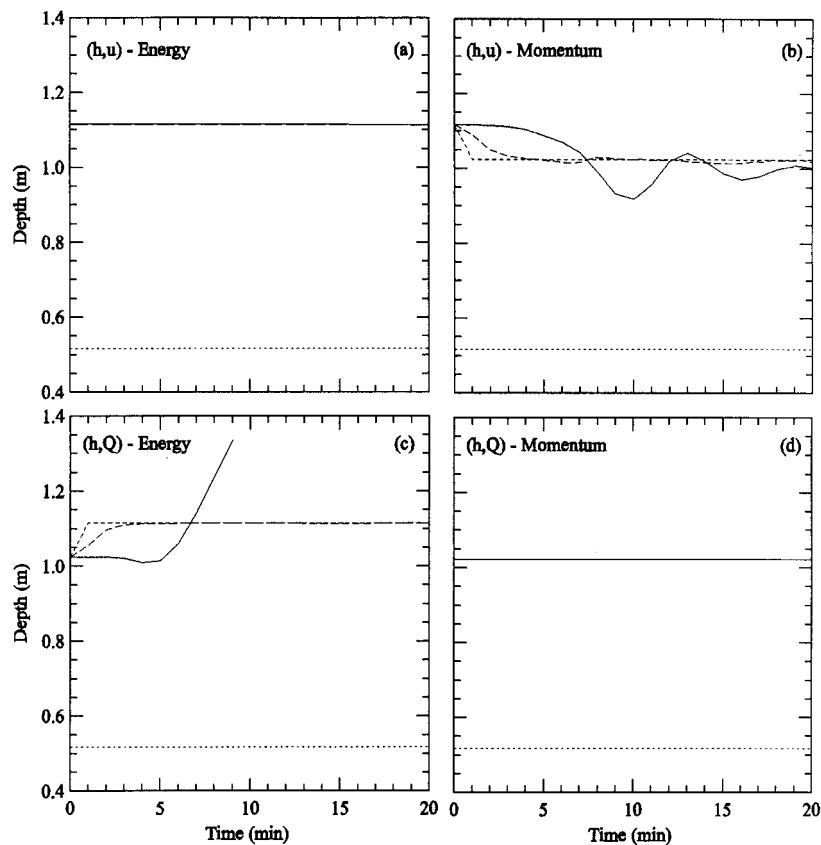 1.4
1.2
1.0
0.8
0.6
0.4
Depth (m)
(h,u) - Energy
(a)
(h,u) - Momentum
(b)
1.4
1.2
1.0
0.8
0.6
0.4
Depth (m)
(h,Q) - Energy
(c)
(h,Q) - Momentum
(d)
0
5
10
15
20
Time (min)
0
5
10
15
20
Time (min)